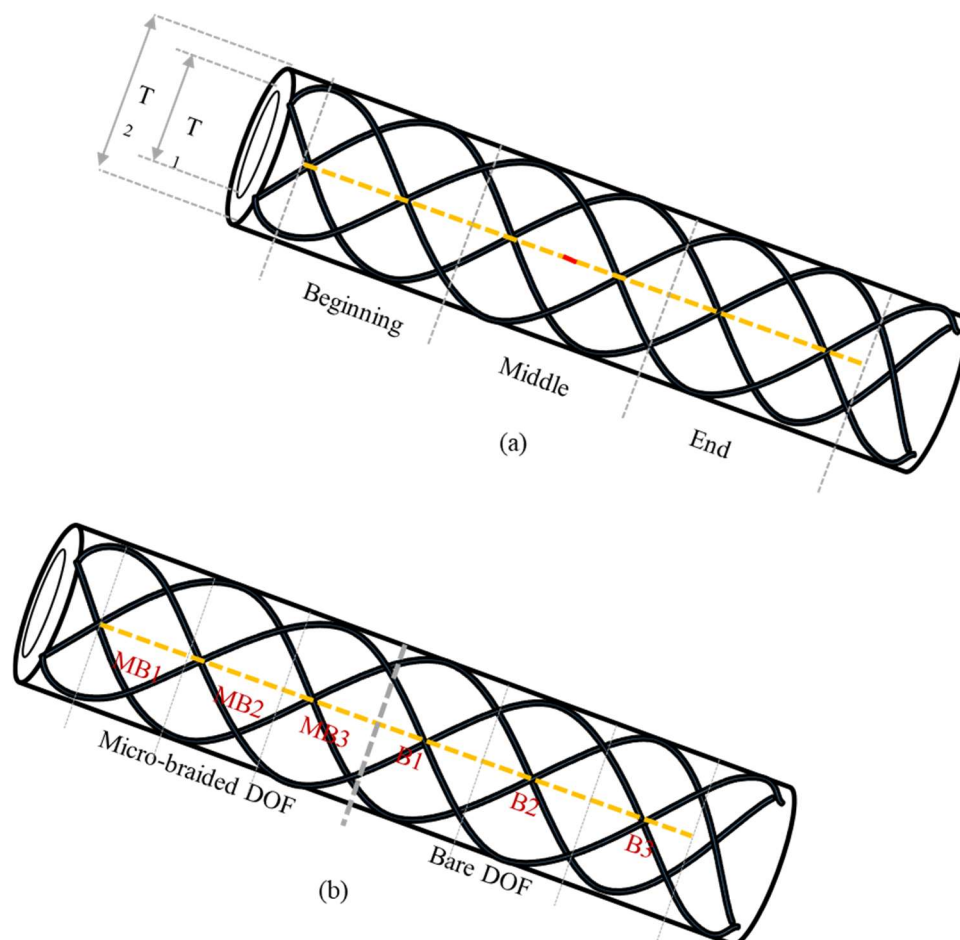 T
2
T
1
Beginning
Middle
End
(a)
MB1
MB2
MB3
B1
B2
B3
Micro-braided DOF
Bare DOF
(b)